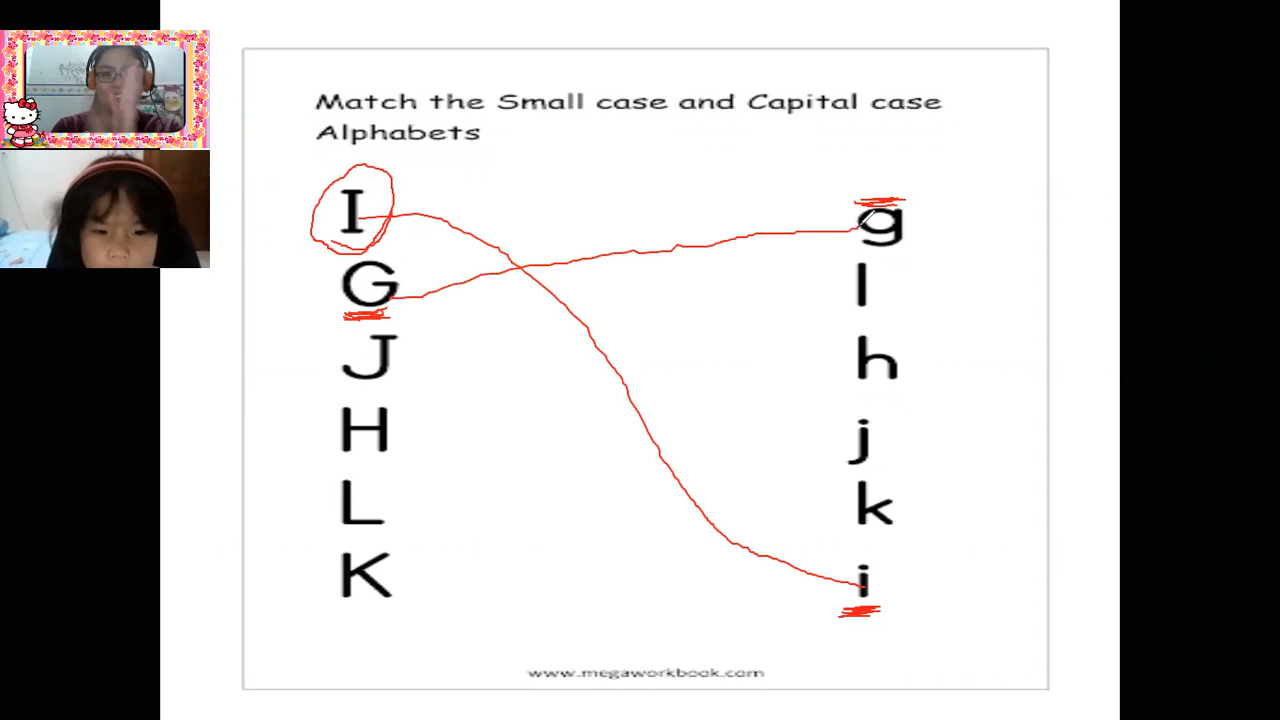 Match the Small case and Capital case
Alphabets
I g
G l
J h
H j
L k
K i
www.megaworkbook.com